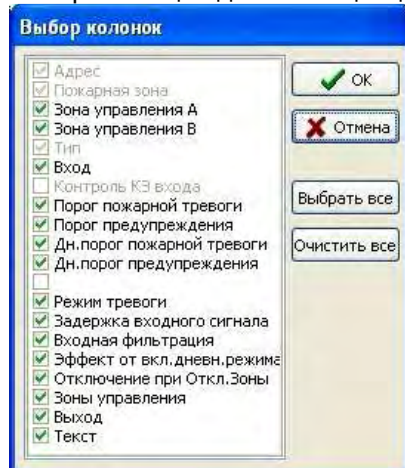 Выбор колонок
Адрес
Пожарная зона
Зона управления А
Зона управления В
Тип
Вход
Контроль КЗ входа
Порог пожарной тревоги
Порог предупреждения
Дн.порог пожарной тревоги
Дн.порог предупреждения
Режим тревоги
Задержка входного сигнала
Входная фильтрация
Эффект от вкл.дневн.режима
Отключение при Откл.Зоны
Зоны управления
Выход
Текст
ОК
Отмена
Выбрать все
Очистить все